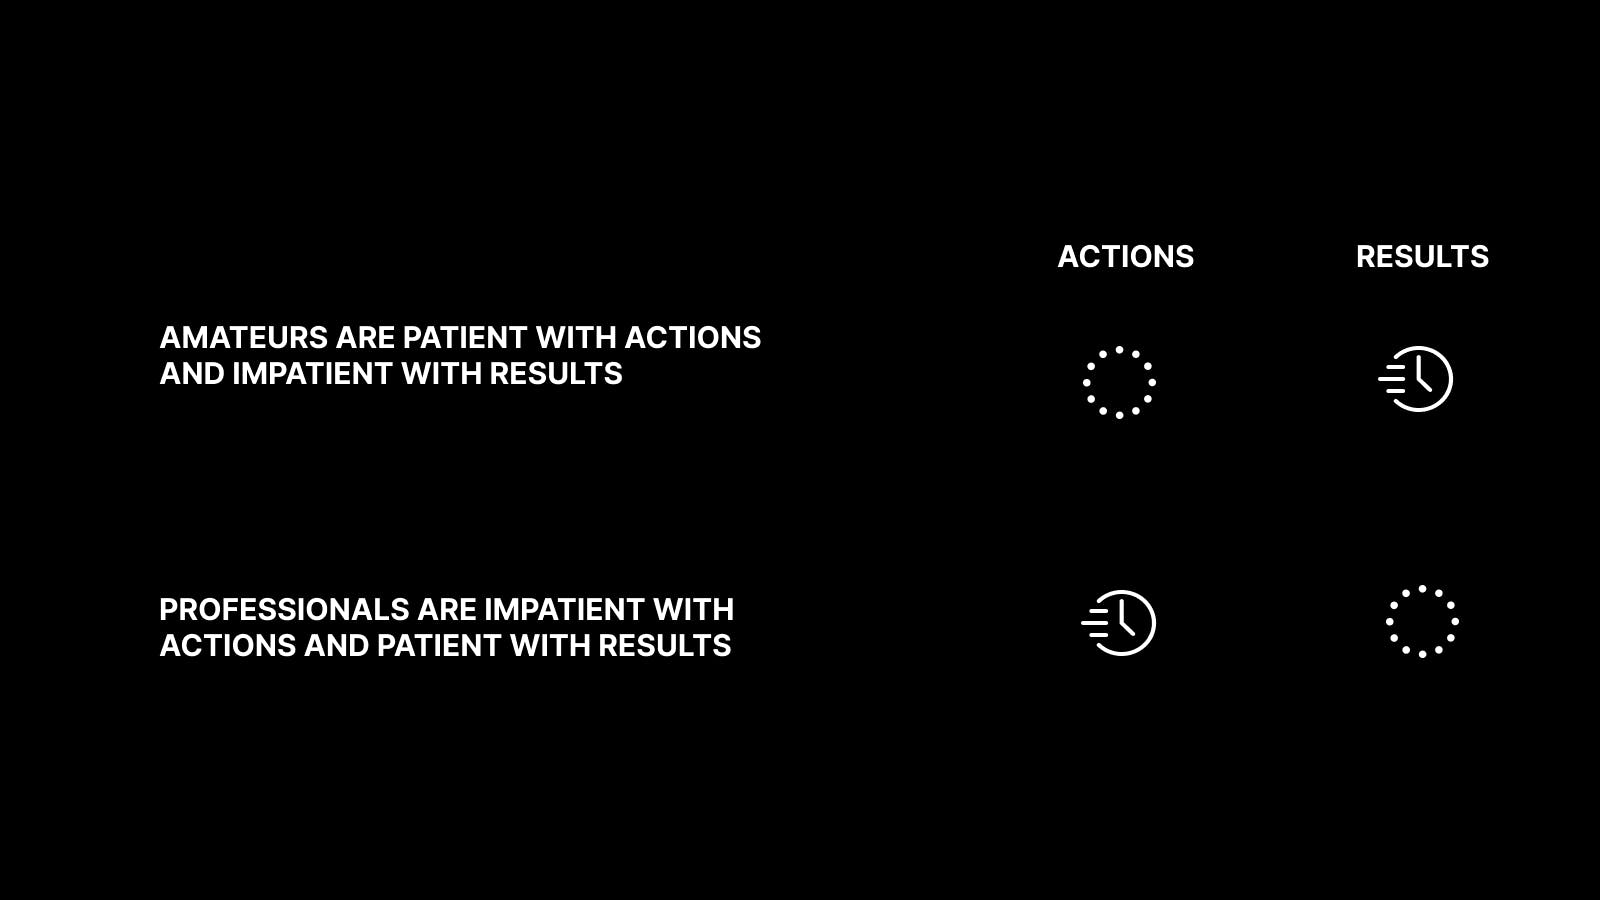 ACTIONS RESULTS
AMATEURS ARE PATIENT WITH ACTIONS
AND IMPATIENT WITH RESULTS
PROFESSIONALS ARE IMPATIENT WITH
ACTIONS AND PATIENT WITH RESULTS